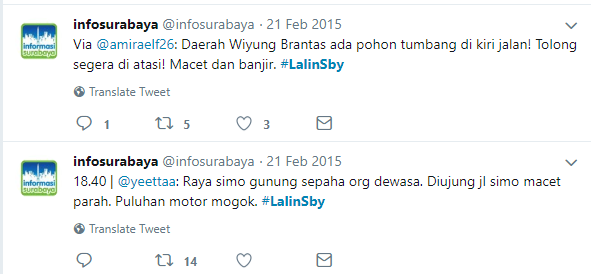 infosurabaya @infosurabaya · 21 Feb 2015
informasi
surabaya
Via @amiraelf26: Daerah Wiyung Brantas ada pohon tumbang di kiri jalan! Tolong
segera di atasi! Macet dan banjir. #LalinSby
Translate Tweet
1 5 3
infosurabaya @infosurabaya · 21 Feb 2015
informasi
surabaya
18.40 | @yeettaa: Raya simo gunung sepaha org dewasa. Diujung jl simo macet
parah. Puluhan motor mogok. #LalinSby
Translate Tweet
14